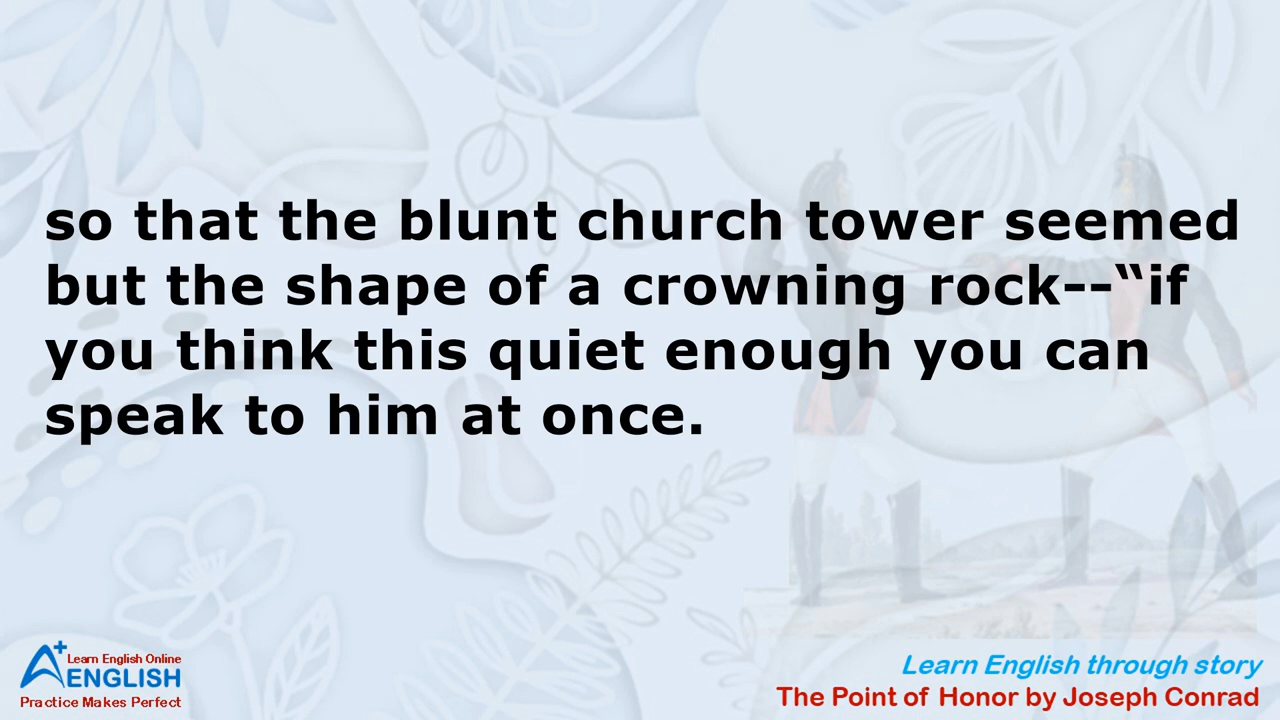 so that the blunt church tower seemed
but the shape of a crowning rock--“if
you think this quiet enough you can
speak to him at once.
A+ Learn English Online
ENGLISH
Practice Makes Perfect
Learn English through story
The Point of Honor by Joseph Conrad